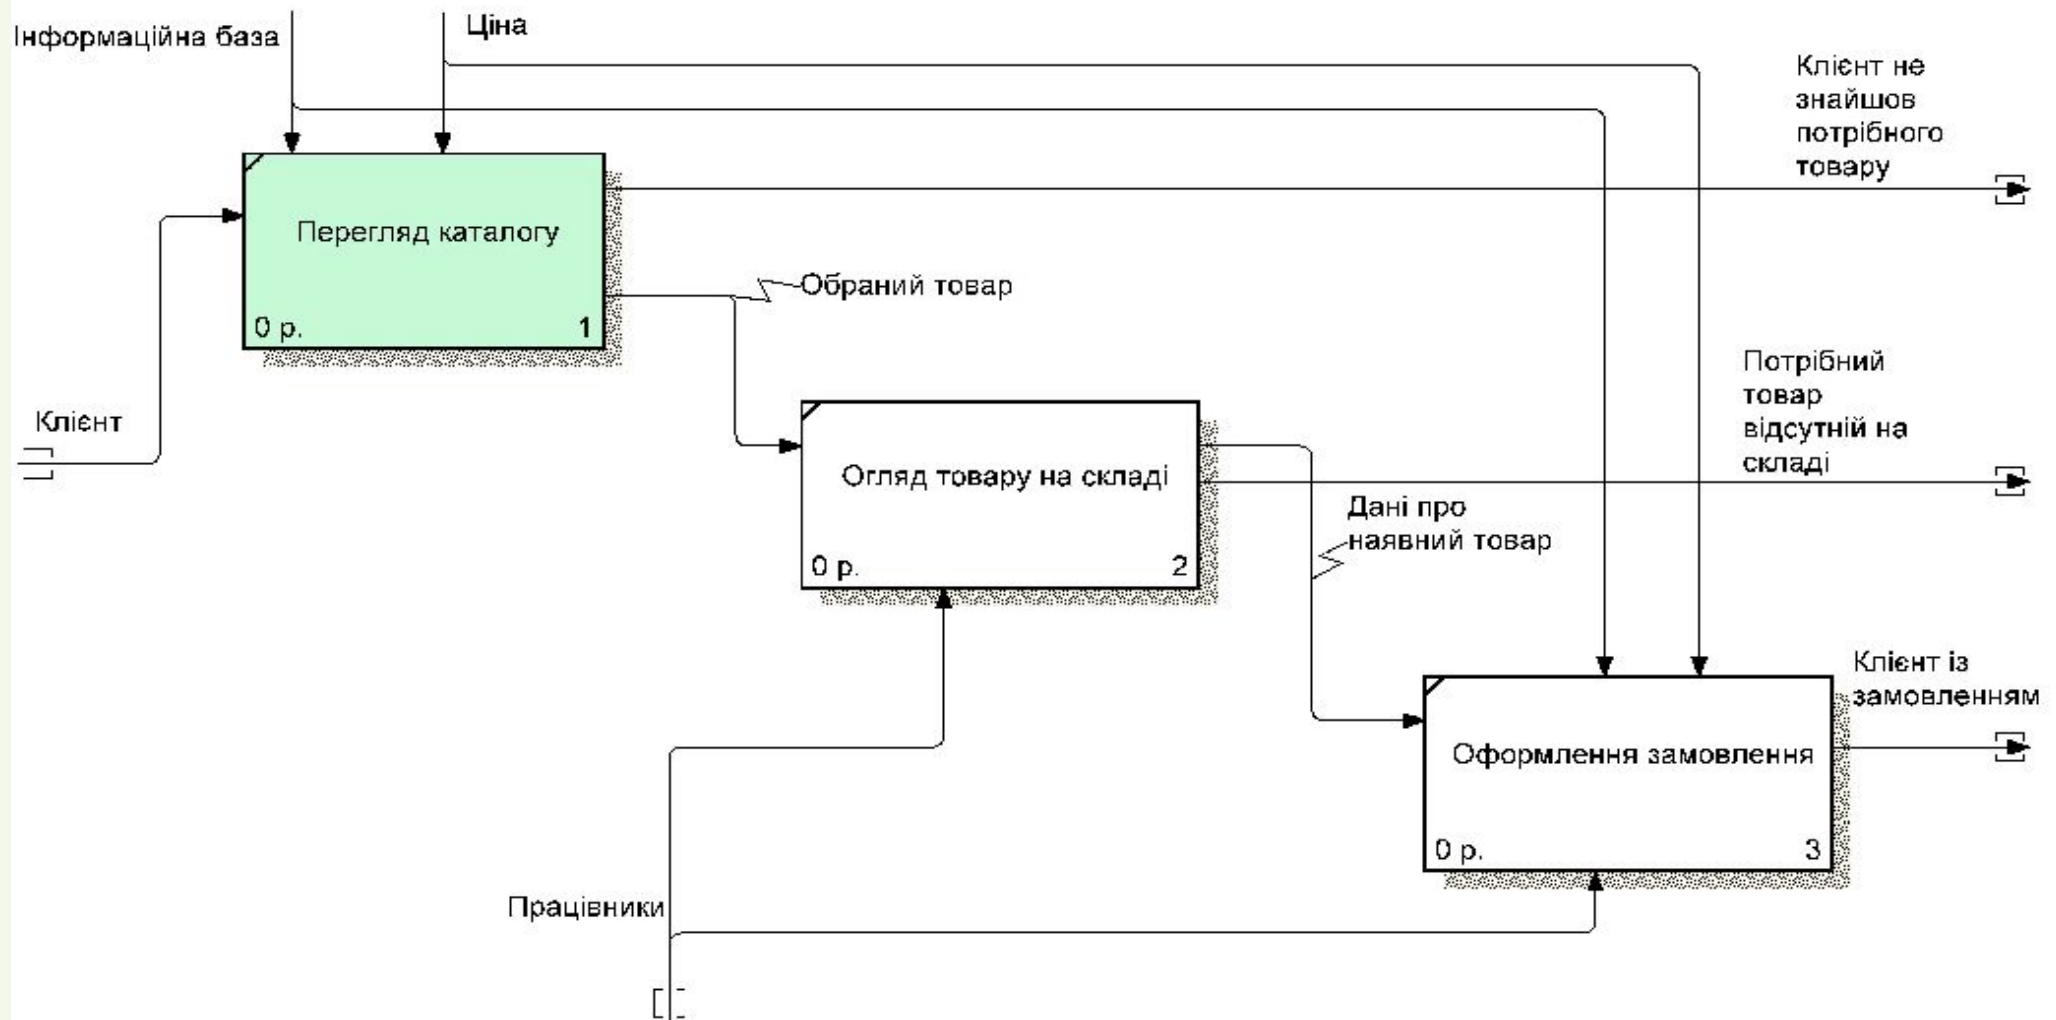 Інформаційна база
Ціна
Клієнт не
знайшов
потрібного
товару
Перегляд каталогу
0 р.
1
Обраний товар
Клієнт
Потрібний
товар
відсутній на
складі
Огляд товару на складі
0 р.
2
Дані про
наявний товар
Клієнт із
замовленням
Оформлення замовлення
0 р.
3
Працівники